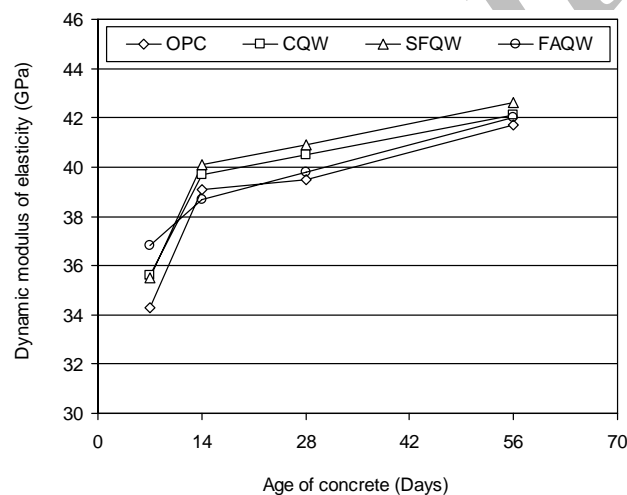 46
44
42
40
38
36
34
32
30
OPC CQW SFQW FAQW
Dynamic modulus of elasticity (GPa)
0 14 28 42 56 70
Age of concrete (Days)